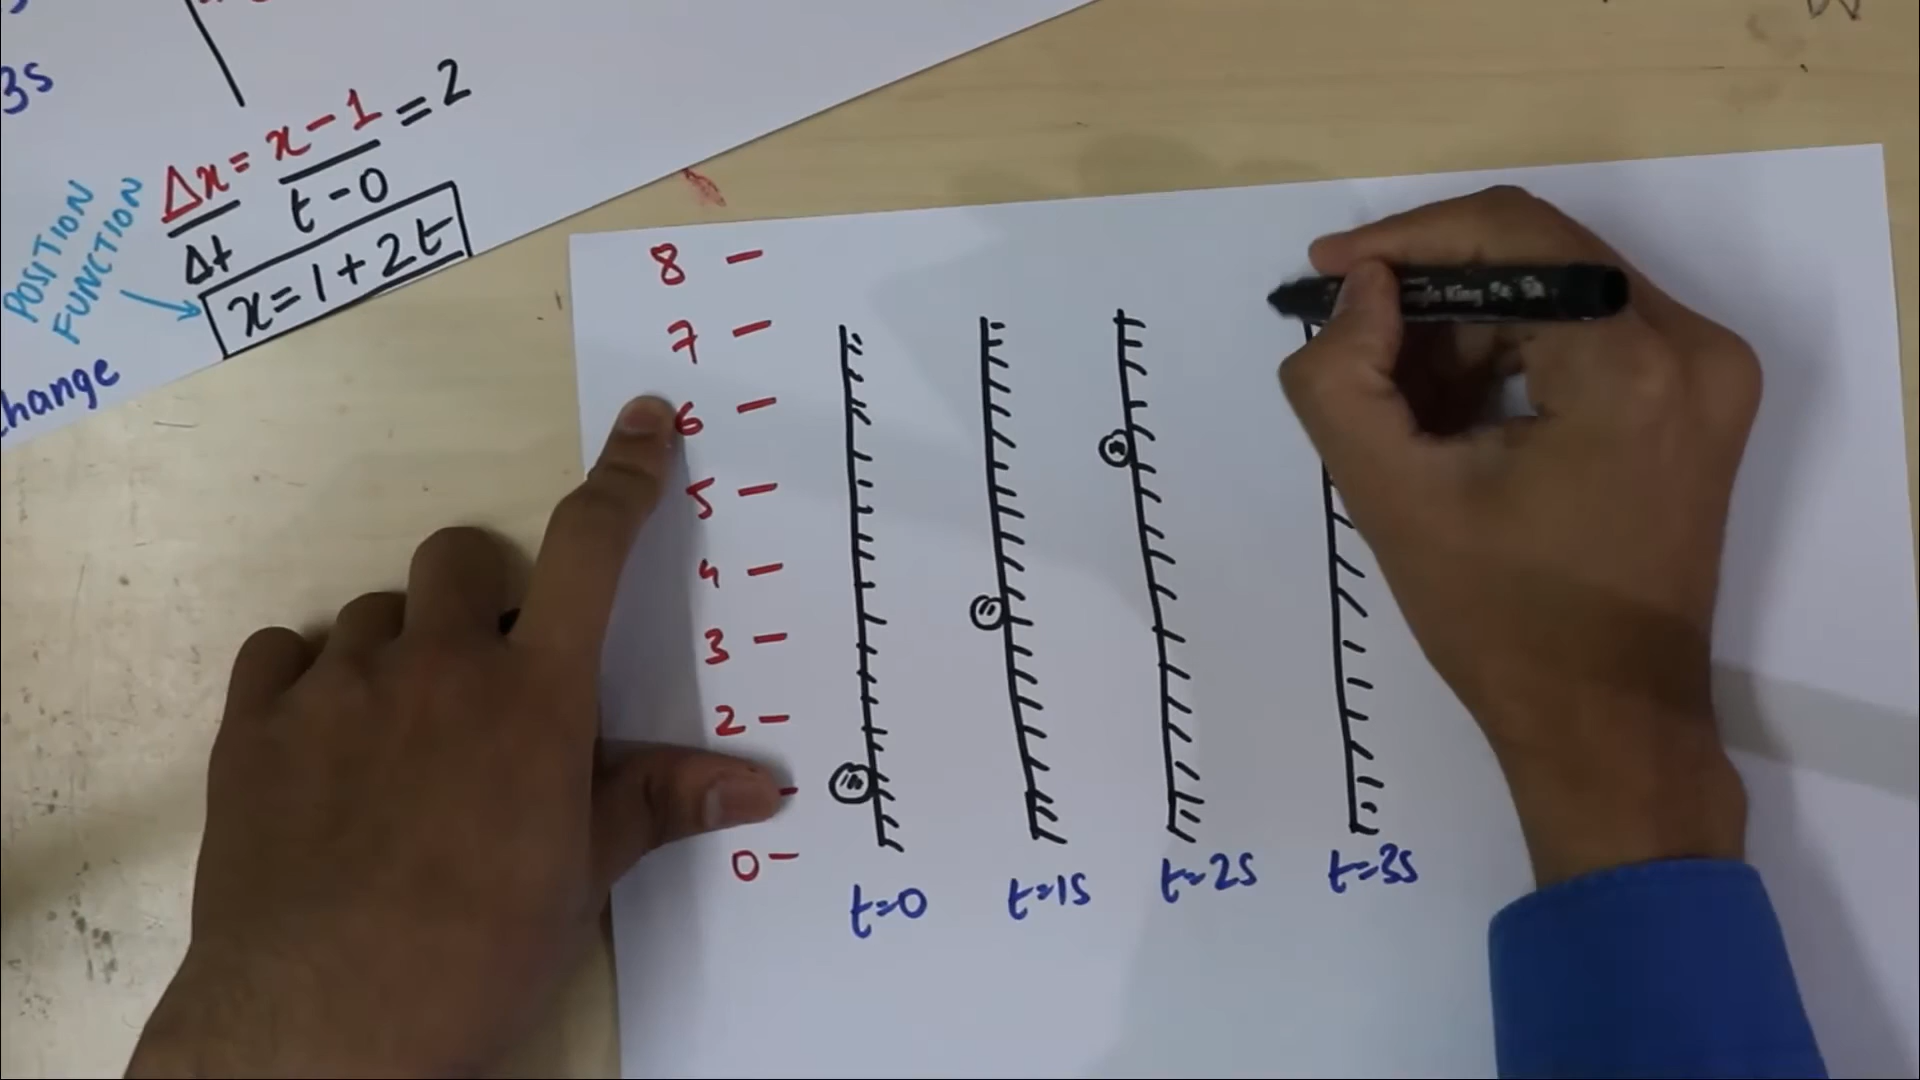 3s
Δx = x-1 = 2
Δt t-0
POSITION
FUNCTION
x=1+2t
change
8 -
7 -
6 -
5 -
4 -
3 -
2 -
-
0 -
t=0 t=1s t=2s t=3s